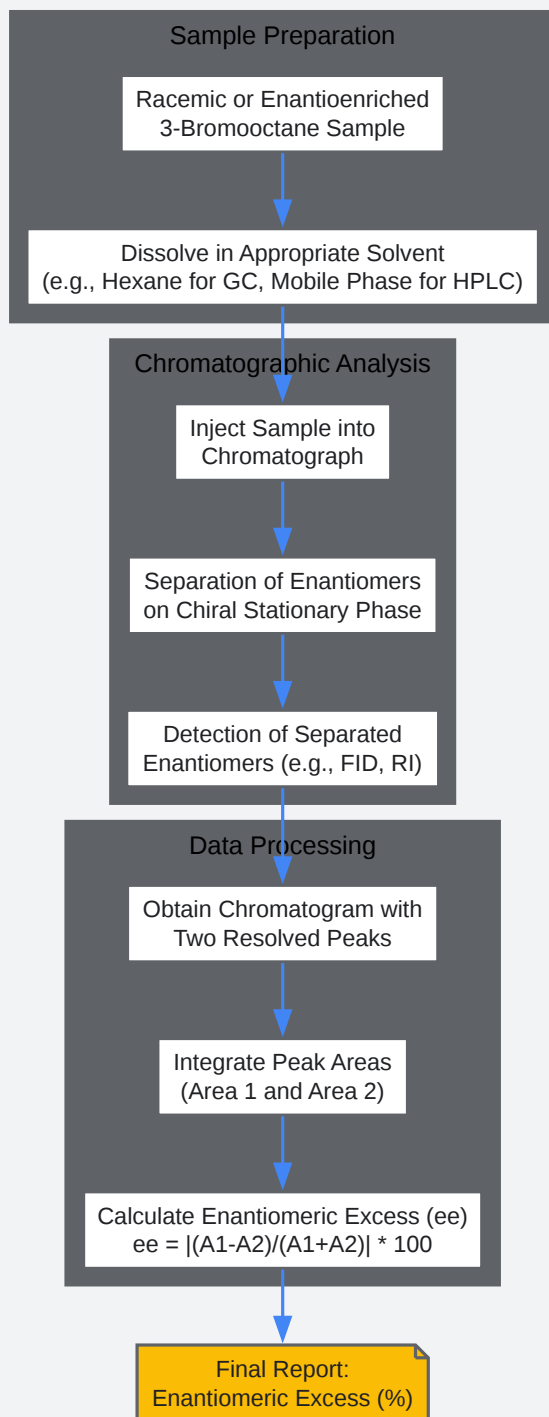 Sample Preparation
Racemic or Enantioenriched
3-Bromooctane Sample
Dissolve in Appropriate Solvent
(e.g., Hexane for GC, Mobile Phase for HPLC)
Chromatographic Analysis
Inject Sample into
Chromatograph
Separation of Enantiomers
on Chiral Stationary Phase
Detection of Separated
Enantiomers (e.g., FID, RI)
Data Processing
Obtain Chromatogram with
Two Resolved Peaks
Integrate Peak Areas
(Area 1 and Area 2)
Calculate Enantiomeric Excess (ee)
ee = |(A1-A2)/(A1+A2)| * 100
Final Report:
Enantiomeric Excess (%)